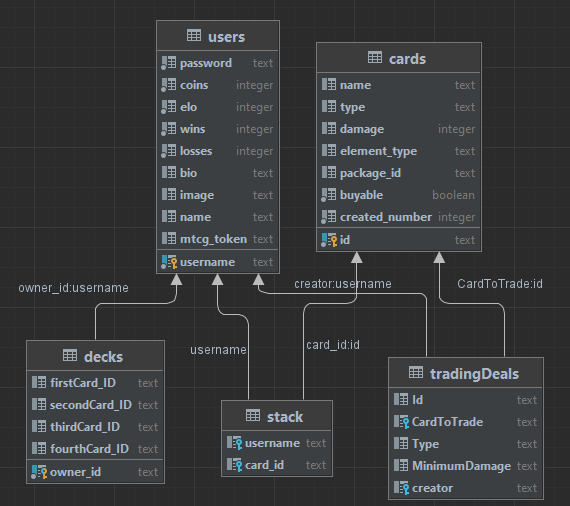 users
password text
coins integer
elo integer
wins integer
losses integer
bio text
image text
name text
mtcg_token text
username text
cards
name text
type text
damage integer
element_type text
package_id text
buyable boolean
created_number integer
id text
owner_id:username
creator:username
CardToTrade:id
username
card_id:id
decks
firstCard_ID text
secondCard_ID text
thirdCard_ID text
fourthCard_ID text
owner_id text
stack
username text
card_id text
tradingDeals
Id text
CardToTrade text
Type text
MinimumDamage text
creator text